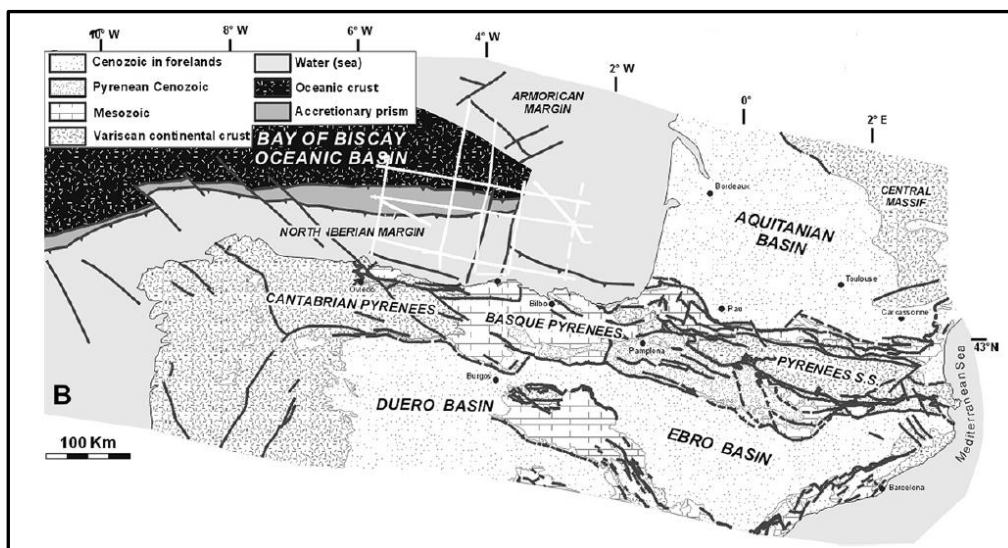 10° W
8° W
6° W
4° W
2° W
0°
2° E
Cenozoic in forelands
Pyrenean Cenozoic
Mesozoic
Variscan continental crust
Water (sea)
Oceanic crust
Accretionary prism
ARMORICAN
MARGIN
BAY OF BISCAY
OCEANIC BASIN
NORTH IBERIAN MARGIN
Bordeaux
CENTRAL
MASSIF
AQUITANIAN
BASIN
Toulouse
Carcassonne
Oviedo
CANTABRIAN PYRENEES
Bilbo
BASQUE PYRENEES
Pau
Pamplona
PYRENEES S.S.
43°N
Burgos
B
DUERO BASIN
EBRO BASIN
Mediterranean Sea
100 Km
Barcelona